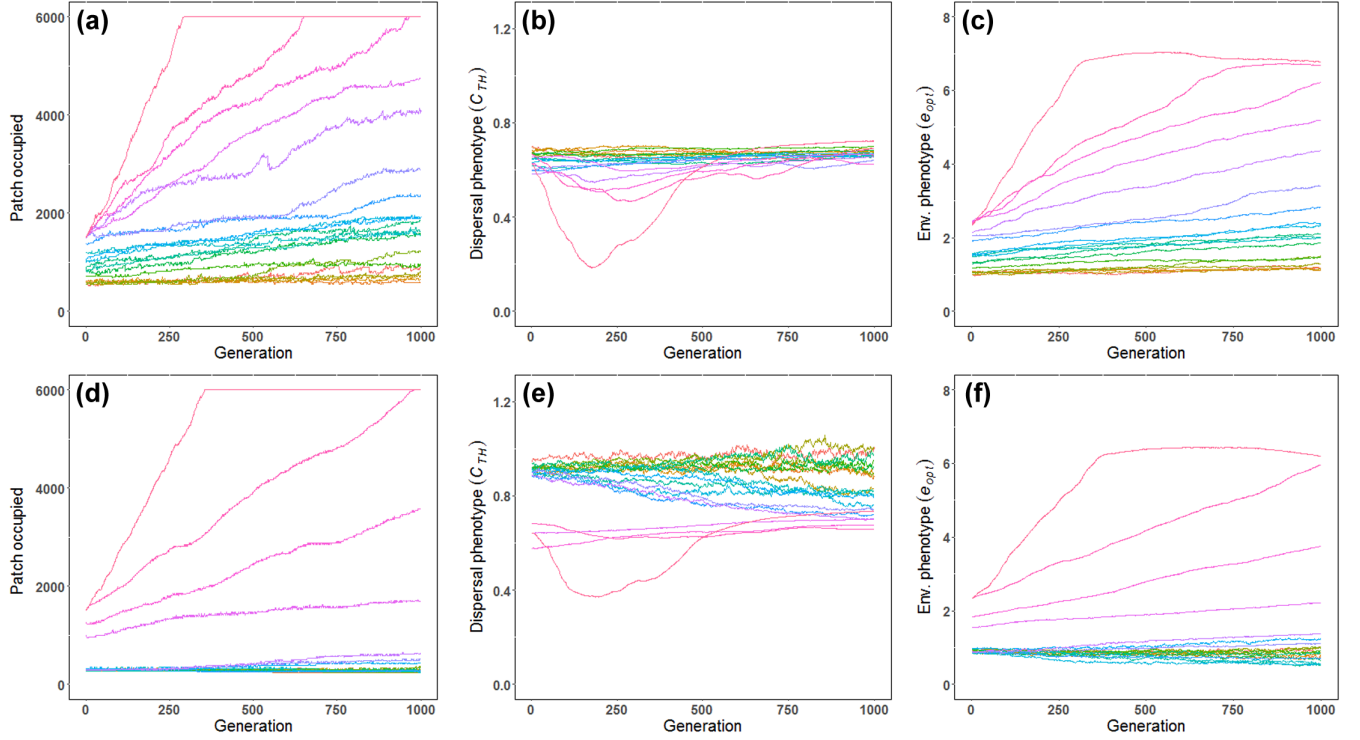 (a)
6000
4000
2000
0
Patch occupied
0 250 500 750 1000
Generation
(b)
1.2
0.8
0.4
0.0
Dispersal phenotype (C_TH)
0 250 500 750 1000
Generation
(c)
8
6
4
2
0
Env. phenotype (e_opt)
0 250 500 750 1000
Generation
(d)
6000
4000
2000
0
Patch occupied
0 250 500 750 1000
Generation
(e)
1.2
0.8
0.4
0.0
Dispersal phenotype (C_TH)
0 250 500 750 1000
Generation
(f)
8
6
4
2
0
Env. phenotype (e_opt)
0 250 500 750 1000
Generation